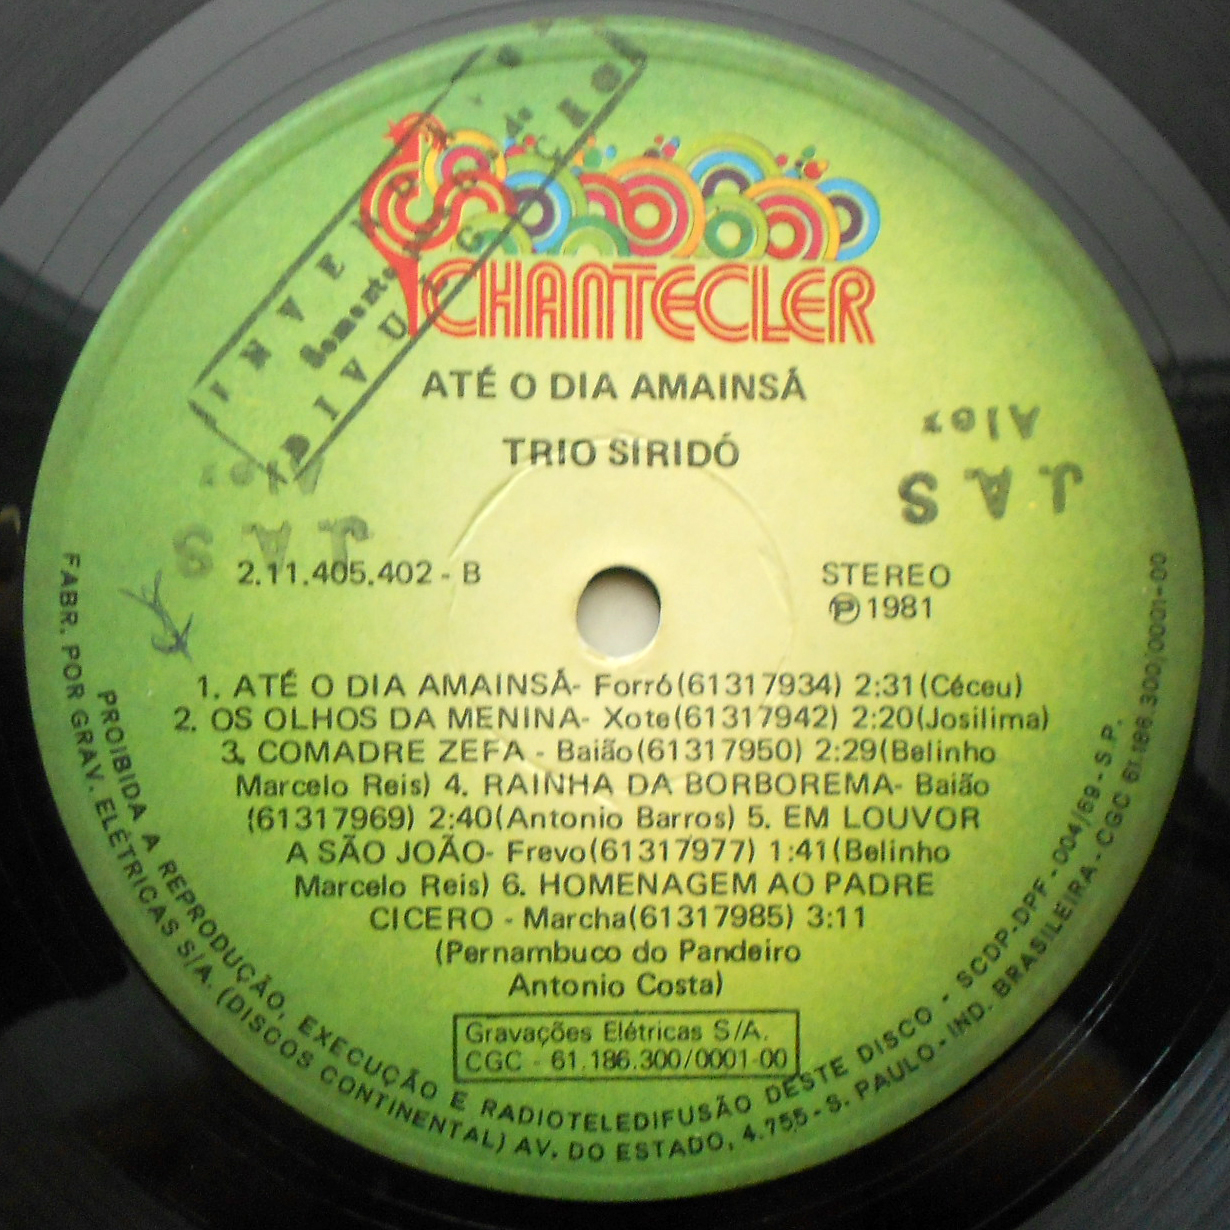 CHANTECLER
ATÉ O DIA AMAINSÁ
TRIO SIRIDÓ
INVENDÁVEL
Somente
J.A.S
Alex
J.A.S
2.11.405.402 - B
STEREO
Ⓟ 1981
1. ATÉ O DIA AMAINSÁ- Forró(61317934) 2:31(Céceu)
2. OS OLHOS DA MENINA- Xote(61317942) 2:20(Josilima)
3. COMADRE ZEFA - Baião(61317950) 2:29(Belinho
Marcelo Reis) 4. RAINHA DA BORBOREMA- Baião
(61317969) 2:40(Antonio Barros) 5. EM LOUVOR
A SÃO JOÃO- Frevo(61317977) 1:41(Belinho
Marcelo Reis) 6. HOMENAGEM AO PADRE
CICERO - Marcha(61317985) 3:11
(Pernambuco do Pandeiro
Antonio Costa)
Gravações Elétricas S/A.
CGC - 61.186.300/0001-00
PROIBIDA A REPRODUÇÃO, EXECUÇÃO E RADIOTELEDIFUSÃO DESTE DISCO - SCDP-DPF-004/69-S.P.
FABR. POR GRAV. ELÉTRICAS S/A. (DISCOS CONTINENTAL) AV. DO ESTADO, 4.755-S. PAULO-IND. BRASILEIRA-CGC 61.186.300/0001-00